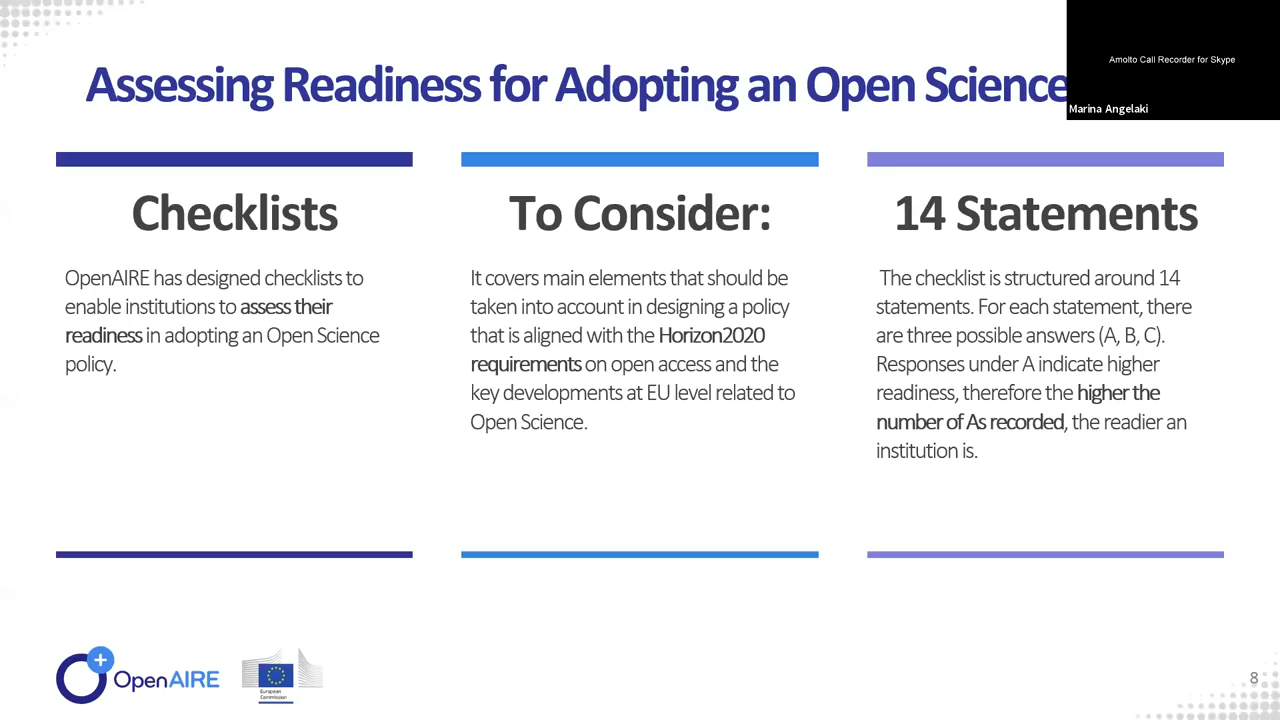 Assessing Readiness for Adopting an Open Science
Amolto Call Recorder for Skype
Marina Angelaki
Checklists
OpenAIRE has designed checklists to
enable institutions to assess their
readiness in adopting an Open Science
policy.
To Consider:
It covers main elements that should be
taken into account in designing a policy
that is aligned with the Horizon2020
requirements on open access and the
key developments at EU level related to
Open Science.
14 Statements
The checklist is structured around 14
statements. For each statement, there
are three possible answers (A, B, C).
Responses under A indicate higher
readiness, therefore the higher the
number of As recorded, the readier an
institution is.
OpenAIRE
European
Commission
8